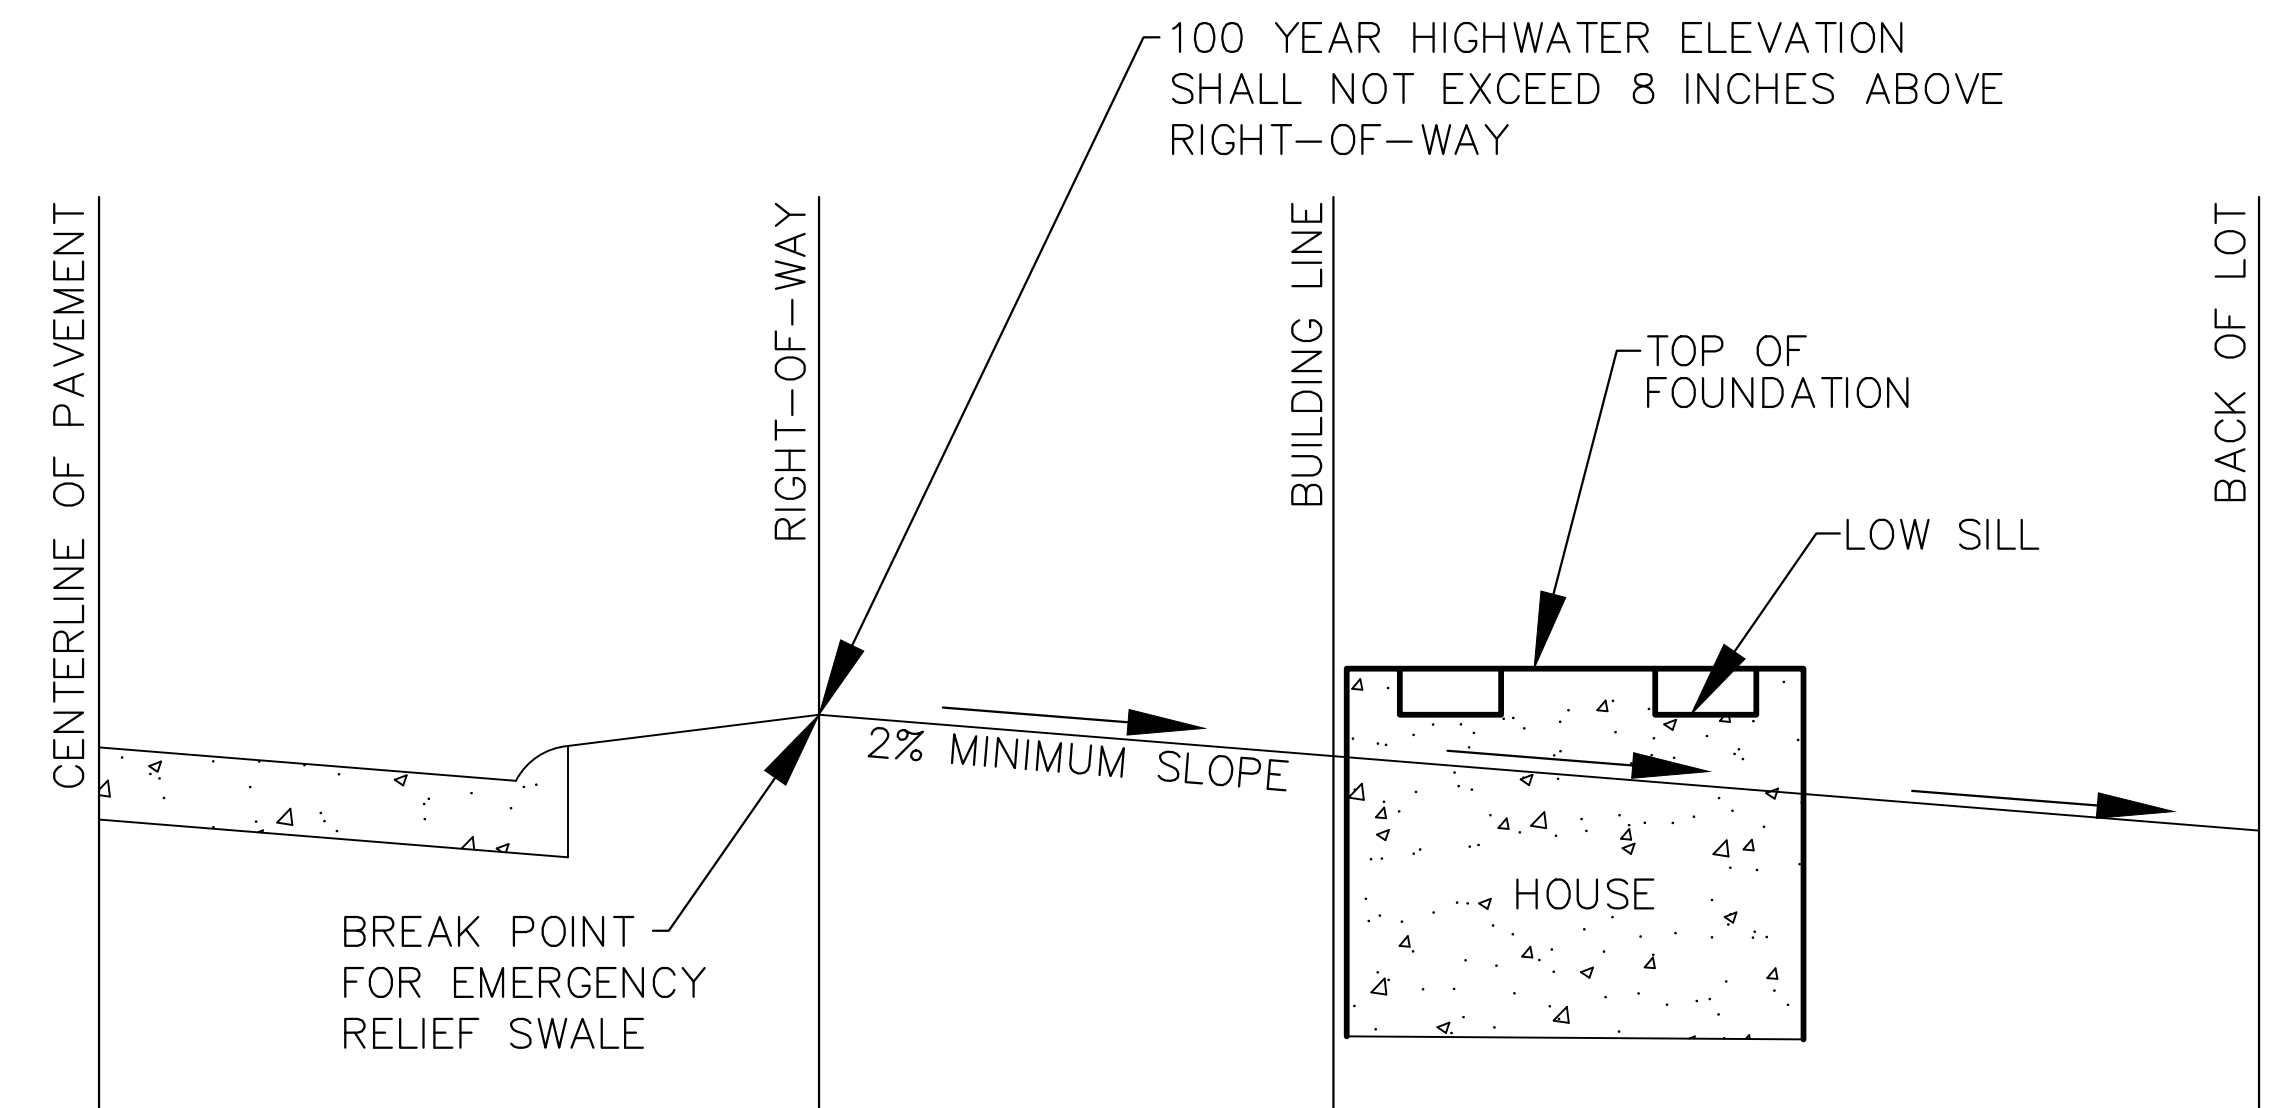 100 YEAR HIGHWATER ELEVATION
SHALL NOT EXCEED 8 INCHES ABOVE
RIGHT-OF-WAY
CENTERLINE OF PAVEMENT
RIGHT-OF-WAY
BUILDING LINE
BACK OF LOT
TOP OF
FOUNDATION
LOW SILL
2% MINIMUM SLOPE
HOUSE
BREAK POINT
FOR EMERGENCY
RELIEF SWALE